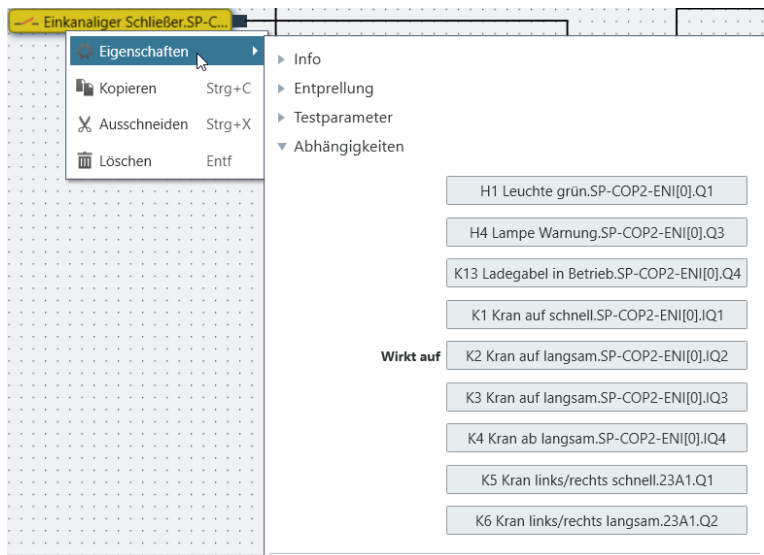 Einkanaliger Schließer.SP-C...
Eigenschaften
Kopieren Strg+C
Ausschneiden Strg+X
Löschen Entf
Info
Entprellung
Testparameter
Abhängigkeiten
H1 Leuchte grün.SP-COP2-ENI[0].Q1
H4 Lampe Warnung.SP-COP2-ENI[0].Q3
K13 Ladegabel in Betrieb.SP-COP2-ENI[0].Q4
K1 Kran auf schnell.SP-COP2-ENI[0].IQ1
Wirkt auf K2 Kran auf langsam.SP-COP2-ENI[0].IQ2
K3 Kran auf langsam.SP-COP2-ENI[0].IQ3
K4 Kran ab langsam.SP-COP2-ENI[0].IQ4
K5 Kran links/rechts schnell.23A1.Q1
K6 Kran links/rechts langsam.23A1.Q2